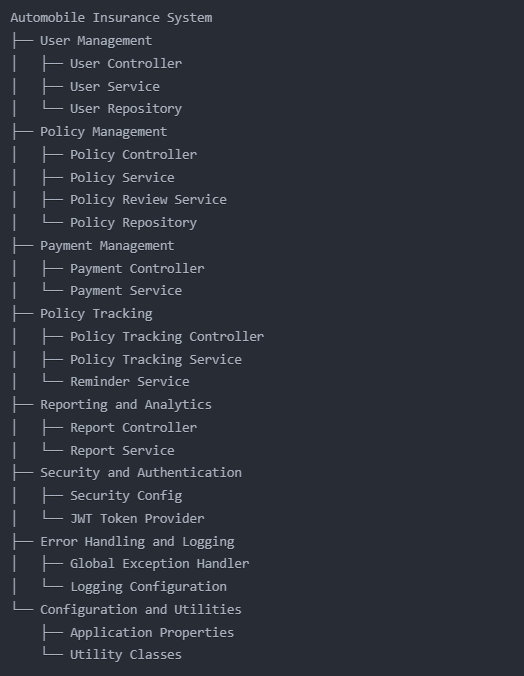 Automobile Insurance System
├── User Management
│   ├── User Controller
│   ├── User Service
│   └── User Repository
├── Policy Management
│   ├── Policy Controller
│   ├── Policy Service
│   ├── Policy Review Service
│   └── Policy Repository
├── Payment Management
│   ├── Payment Controller
│   └── Payment Service
├── Policy Tracking
│   ├── Policy Tracking Controller
│   ├── Policy Tracking Service
│   └── Reminder Service
├── Reporting and Analytics
│   ├── Report Controller
│   └── Report Service
├── Security and Authentication
│   ├── Security Config
│   └── JWT Token Provider
├── Error Handling and Logging
│   ├── Global Exception Handler
│   └── Logging Configuration
└── Configuration and Utilities
    ├── Application Properties
    └── Utility Classes